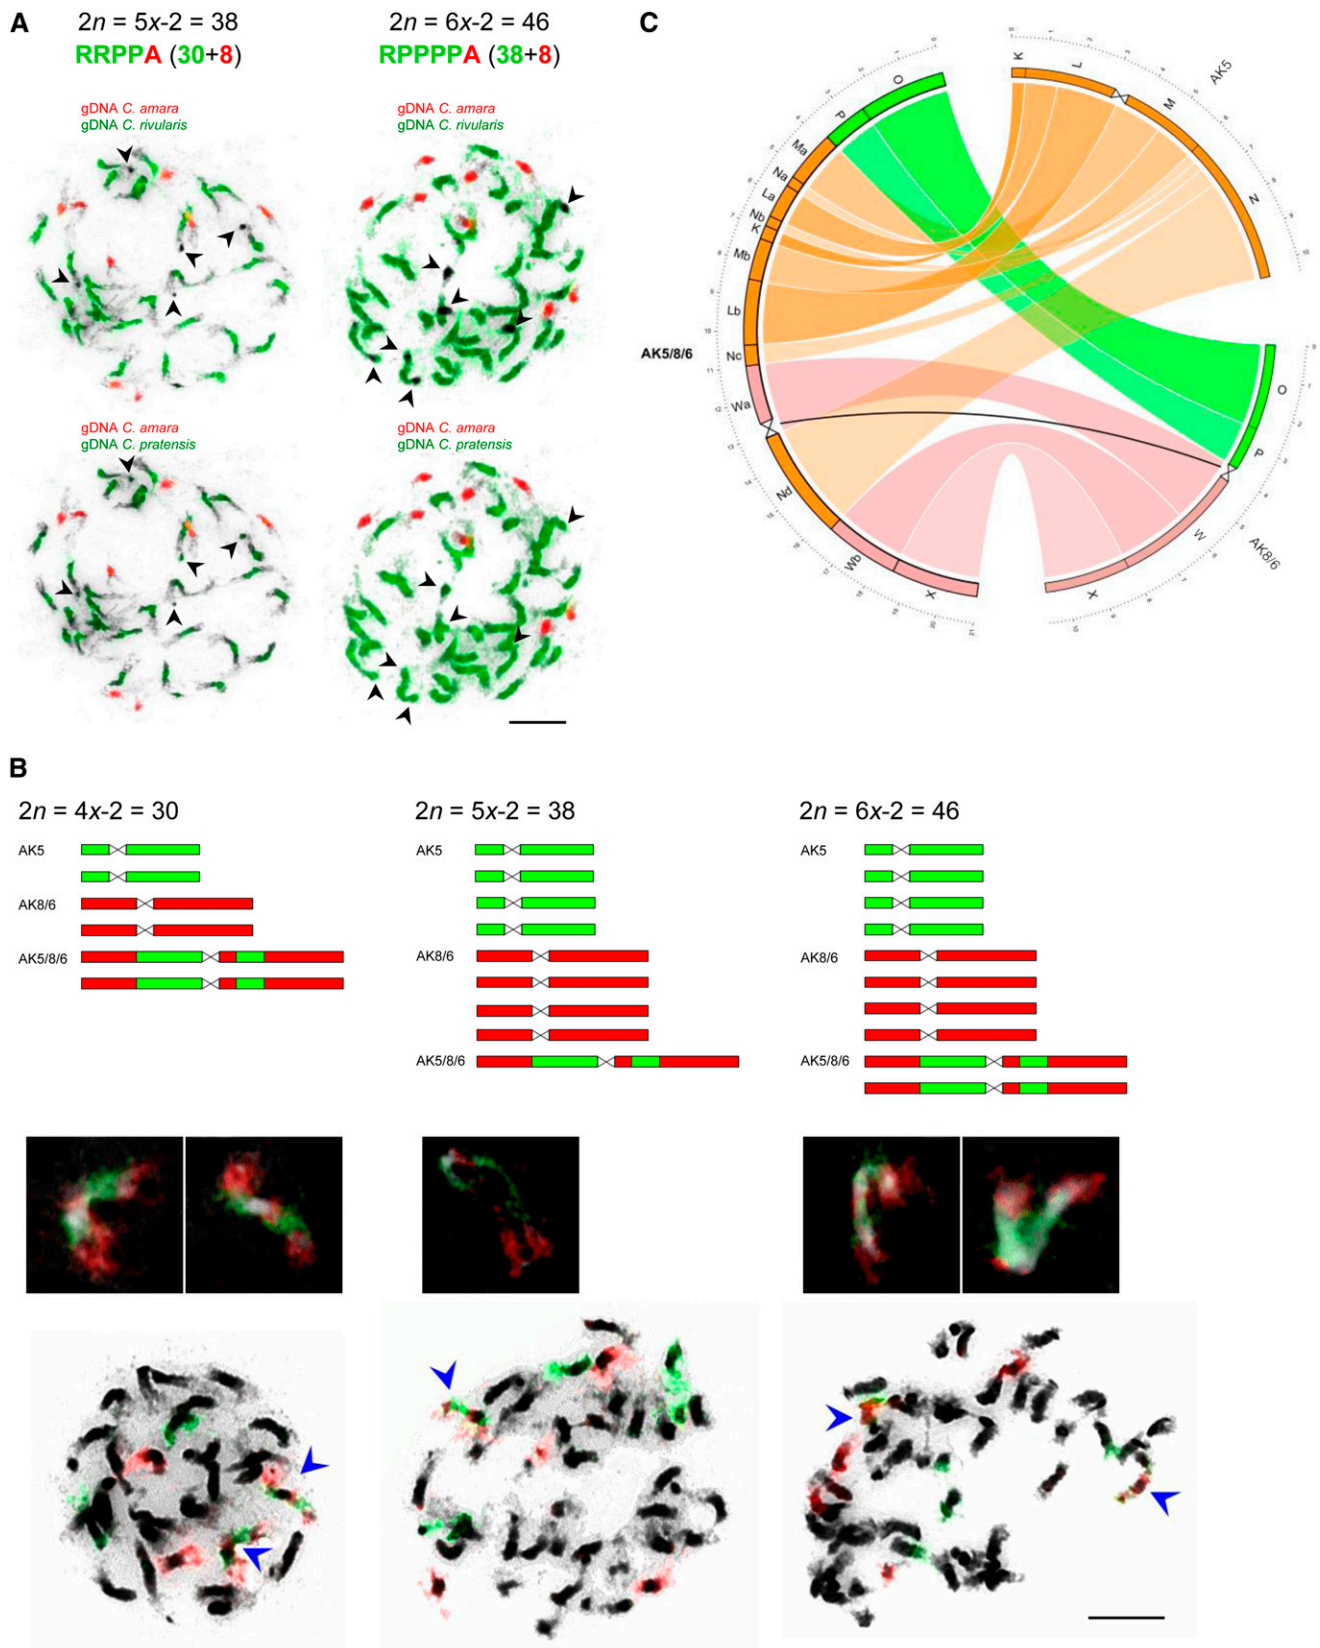 A
2n = 5x-2 = 38
RRPPA (30+8)
2n = 6x-2 = 46
RPPPPA (38+8)
gDNA C. amara
gDNA C. rivularis
gDNA C. amara
gDNA C. rivularis
gDNA C. amara
gDNA C. pratensis
gDNA C. amara
gDNA C. pratensis
C
K
L
M
N
AK5
O
P
Ma
Na
La
Nb
K
Mb
Lb
Nc
Wa
Nd
Wb
X
AK5/8/6
O
P
W
X
AK8/6
B
2n = 4x-2 = 30
AK5
AK8/6
AK5/8/6
2n = 5x-2 = 38
AK5
AK8/6
AK5/8/6
2n = 6x-2 = 46
AK5
AK8/6
AK5/8/6